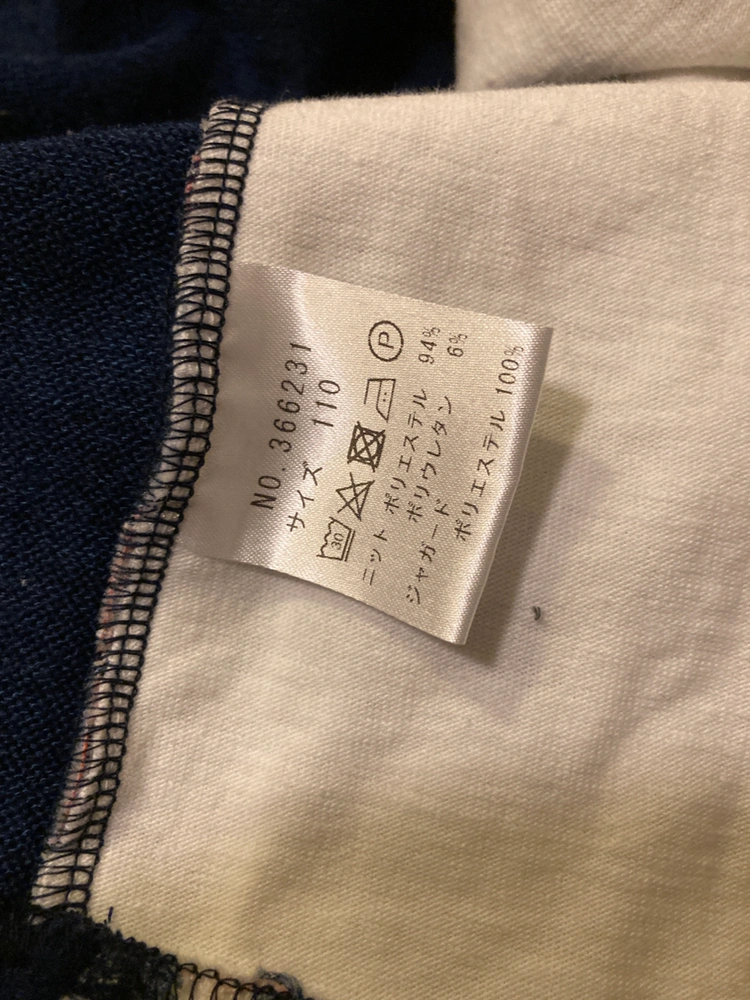 NO.366231
サイズ 110
30 P
ニット ポリエステル 94%
ポリウレタン 6%
ジャガード
ポリエステル 100%